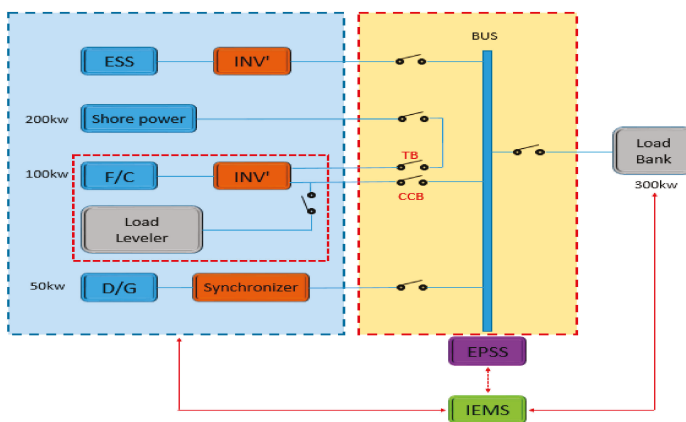 BUS
ESS
INV'
200kw
Shore power
Load
Bank
300kw
100kw
F/C
INV'
TB
CCB
Load
Leveler
50kw
D/G
Synchronizer
EPSS
IEMS